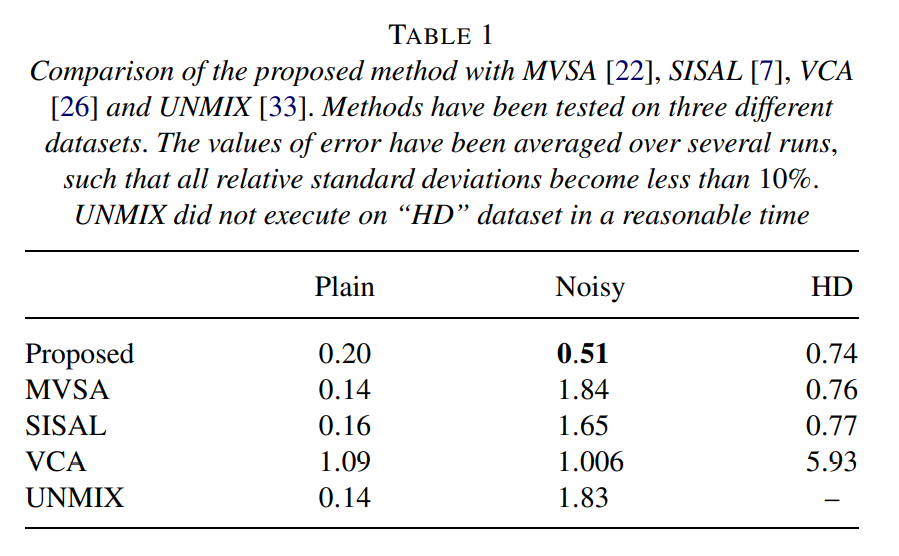 TABLE 1
Comparison of the proposed method with MVSA [22], SISAL [7], VCA
[26] and UNMIX [33]. Methods have been tested on three different
datasets. The values of error have been averaged over several runs,
such that all relative standard deviations become less than 10%.
UNMIX did not execute on “HD” dataset in a reasonable time
Plain Noisy HD
Proposed 0.20 0.51 0.74
MVSA 0.14 1.84 0.76
SISAL 0.16 1.65 0.77
VCA 1.09 1.006 5.93
UNMIX 0.14 1.83 –